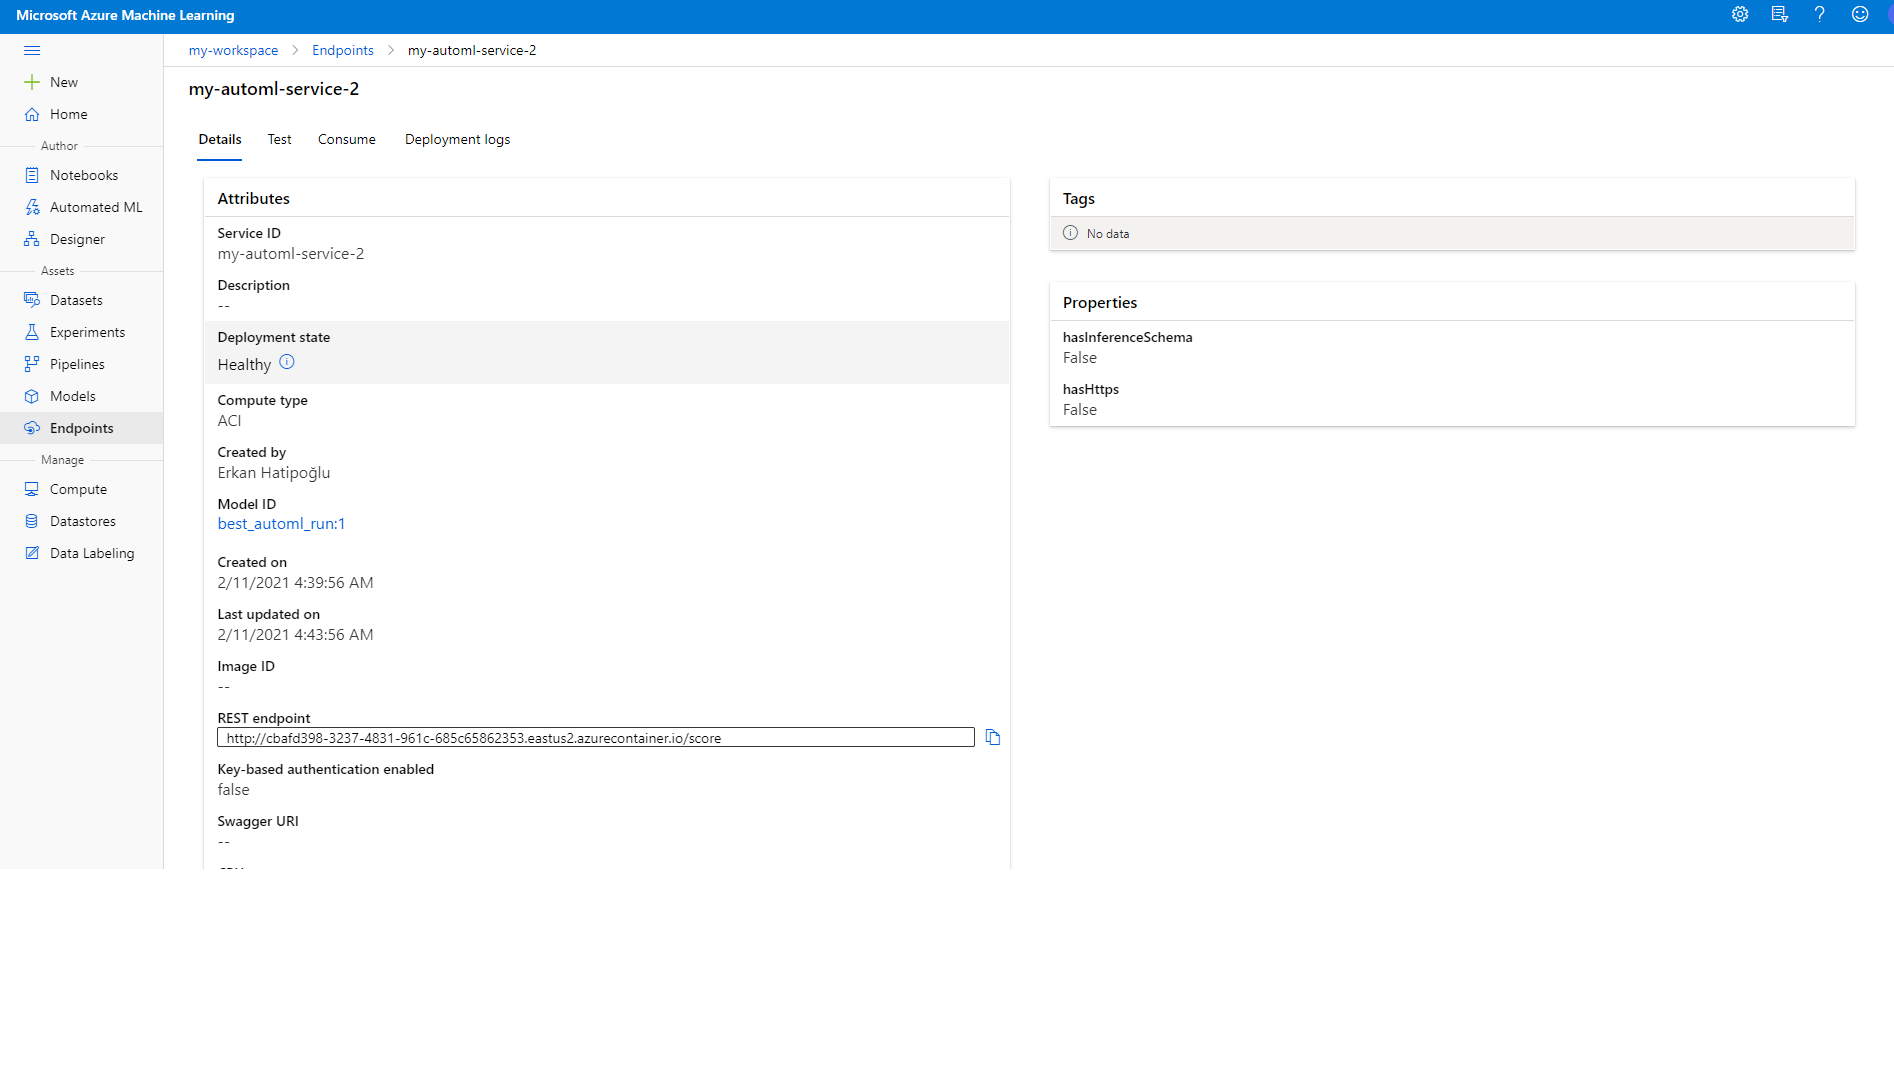 Microsoft Azure Machine Learning
my-workspace > Endpoints > my-automl-service-2
New
Home
Author
Notebooks
Automated ML
Designer
Assets
Datasets
Experiments
Pipelines
Models
Endpoints
Manage
Compute
Datastores
Data Labeling
my-automl-service-2
Details Test Consume Deployment logs
Attributes
Service ID
my-automl-service-2
Description
--
Deployment state
Healthy
Compute type
ACI
Created by
Erkan Hatipoğlu
Model ID
best_automl_run:1
Created on
2/11/2021 4:39:56 AM
Last updated on
2/11/2021 4:43:56 AM
Image ID
--
REST endpoint
http://cbafd398-3237-4831-961c-685c65862353.eastus2.azurecontainer.io/score
Key-based authentication enabled
false
Swagger URI
--
Tags
No data
Properties
hasInferenceSchema
False
hasHttps
False